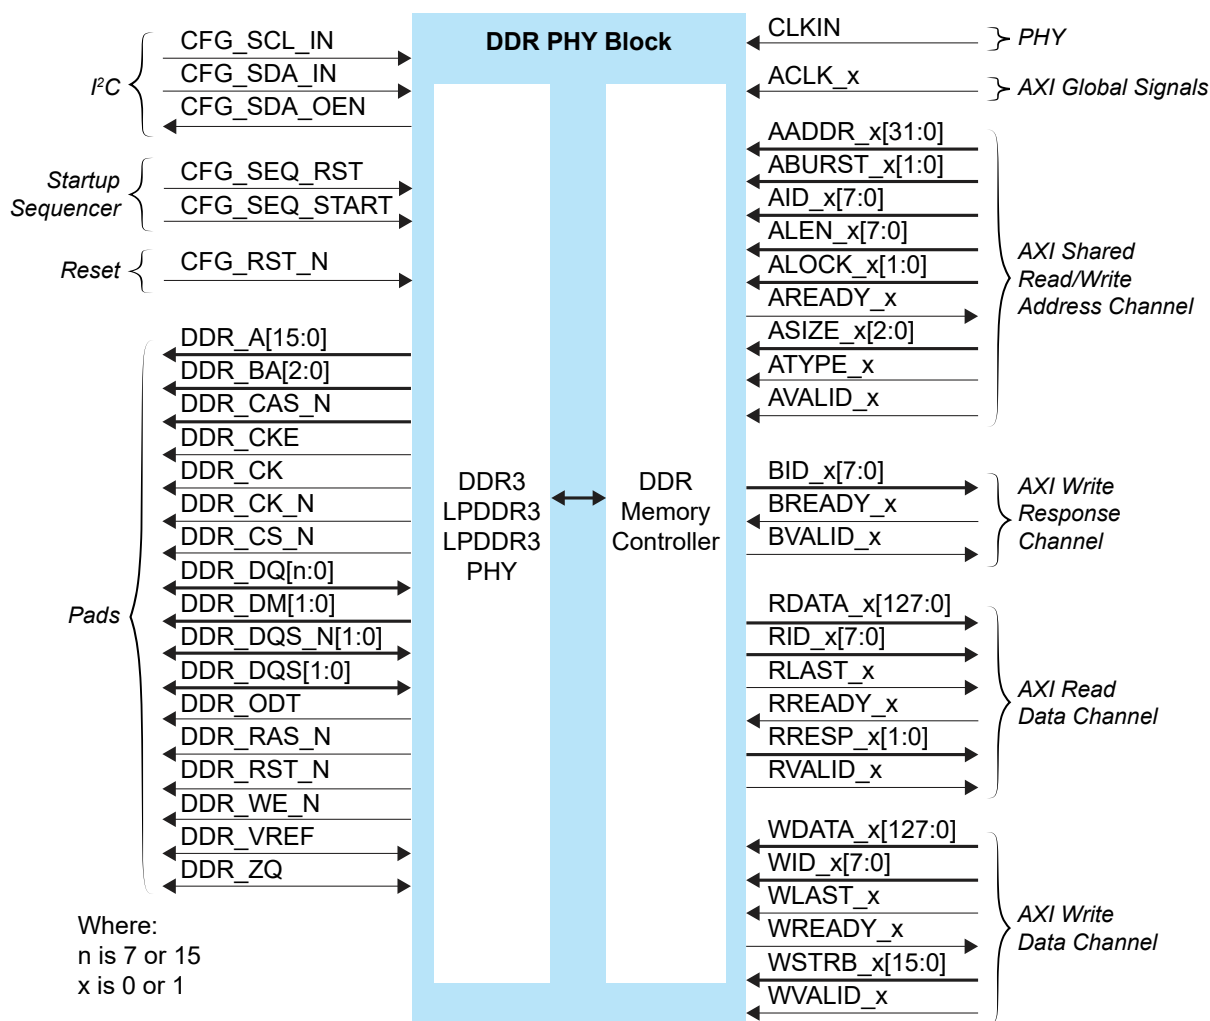 DDR PHY Block
I²C
CFG_SCL_IN
CFG_SDA_IN
CFG_SDA_OEN
Startup
Sequencer
CFG_SEQ_RST
CFG_SEQ_START
Reset
CFG_RST_N
Pads
DDR_A[15:0]
DDR_BA[2:0]
DDR_CAS_N
DDR_CKE
DDR_CK
DDR_CK_N
DDR_CS_N
DDR_DQ[n:0]
DDR_DM[1:0]
DDR_DQS_N[1:0]
DDR_DQS[1:0]
DDR_ODT
DDR_RAS_N
DDR_RST_N
DDR_WE_N
DDR_VREF
DDR_ZQ
Where:
n is 7 or 15
x is 0 or 1
DDR3
LPDDR3
LPDDR3
PHY
DDR
Memory
Controller
CLKIN
PHY
ACLK_x
AXI Global Signals
AADDR_x[31:0]
ABURST_x[1:0]
AID_x[7:0]
ALEN_x[7:0]
ALOCK_x[1:0]
AREADY_x
ASIZE_x[2:0]
ATYPE_x
AVALID_x
AXI Shared
Read/Write
Address Channel
BID_x[7:0]
BREADY_x
BVALID_x
AXI Write
Response
Channel
RDATA_x[127:0]
RID_x[7:0]
RLAST_x
RREADY_x
RRESP_x[1:0]
RVALID_x
AXI Read
Data Channel
WDATA_x[127:0]
WID_x[7:0]
WLAST_x
WREADY_x
WSTRB_x[15:0]
WVALID_x
AXI Write
Data Channel